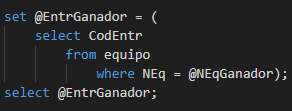 set @EntrGanador = (
select CodEntr
from equipo
where NEq = @NEqGanador);
select @EntrGanador;